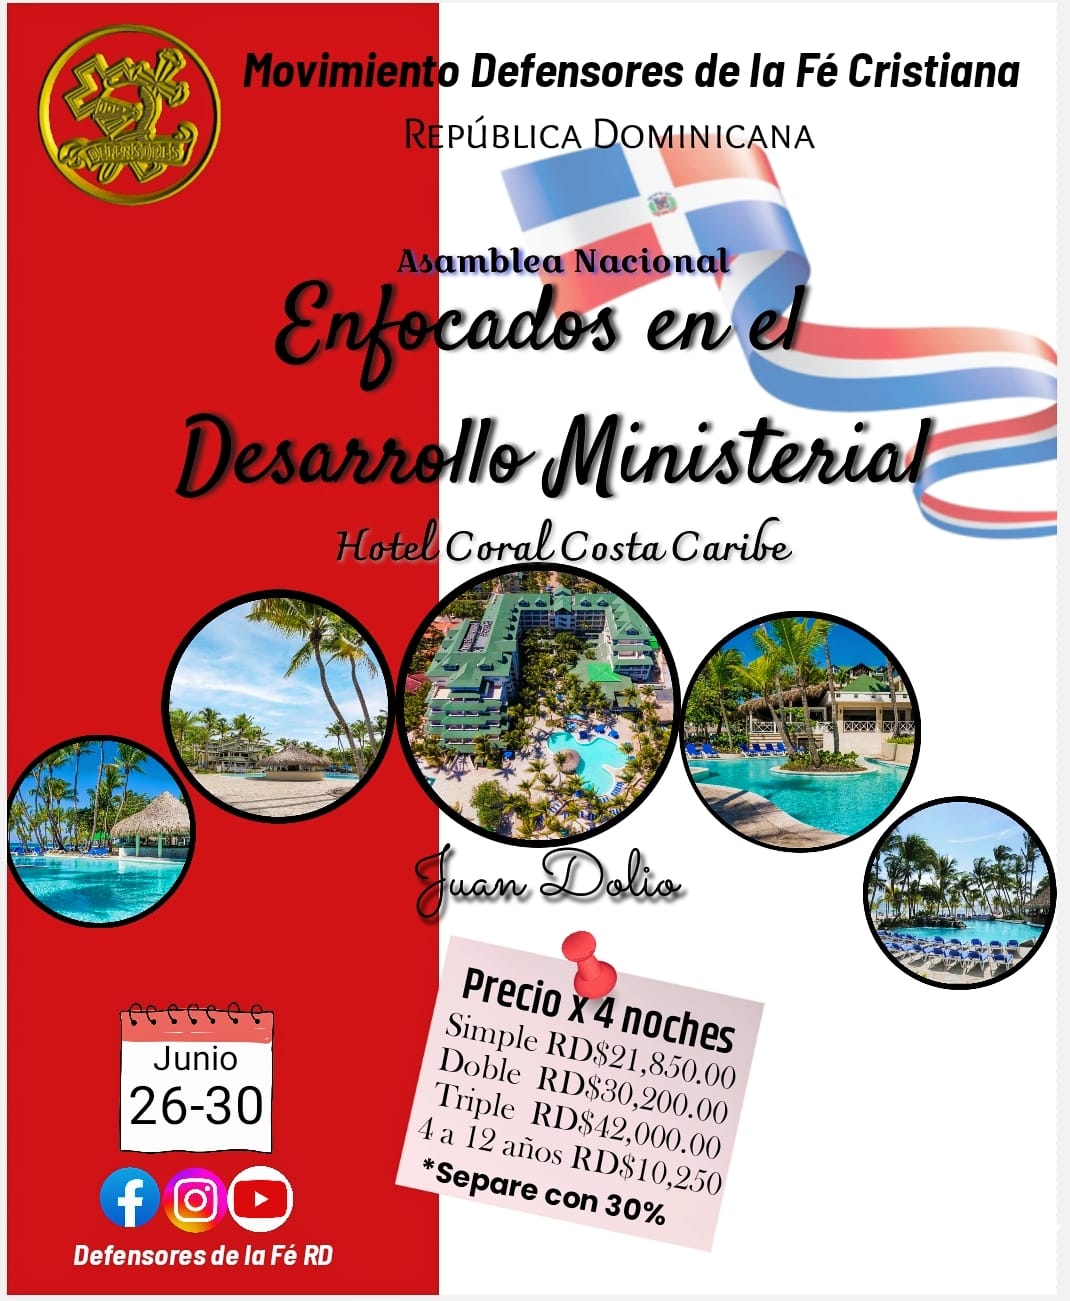 DEFENSORES
Movimiento Defensores de la Fé Cristiana
República Dominicana
Asamblea Nacional
Enfocados en el
Desarrollo Ministerial
Hotel Coral Costa Caribe
Juan Dolio
Precio x 4 noches
Simple RD$21,850.00
Doble RD$30,200.00
Triple RD$42,000.00
4 a 12 años RD$10,250
*Separe con 30%
Junio
26-30
Defensores de la Fé RD